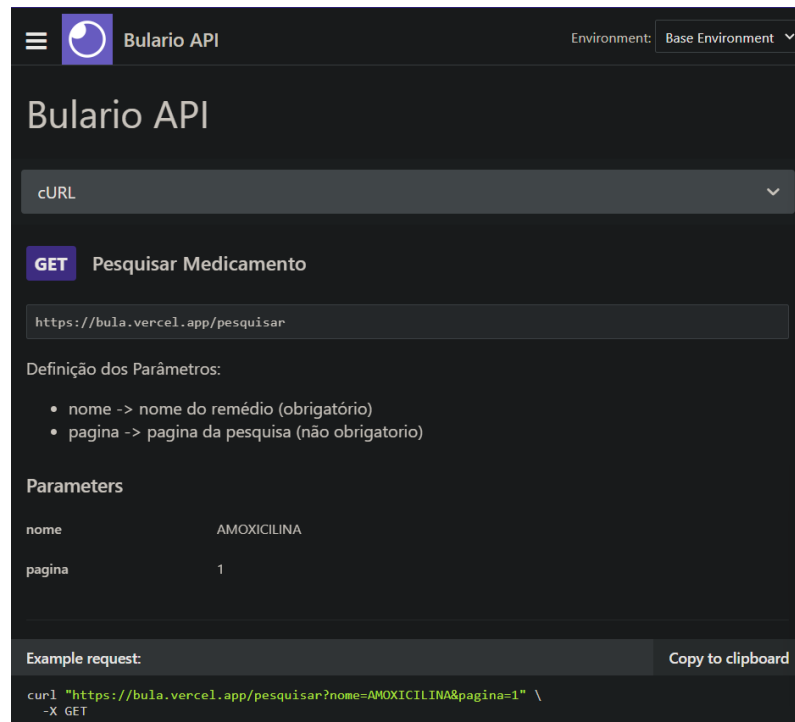 Bulario API
Environment: Base Environment
Bulario API
cURL
GET Pesquisar Medicamento
https://bula.vercel.app/pesquisar
Definição dos Parâmetros:
• nome -> nome do remédio (obrigatório)
• pagina -> pagina da pesquisa (não obrigatorio)
Parameters
nome AMOXICILINA
pagina 1
Example request: Copy to clipboard
curl "https://bula.vercel.app/pesquisar?nome=AMOXICILINA&pagina=1" \
-X GET